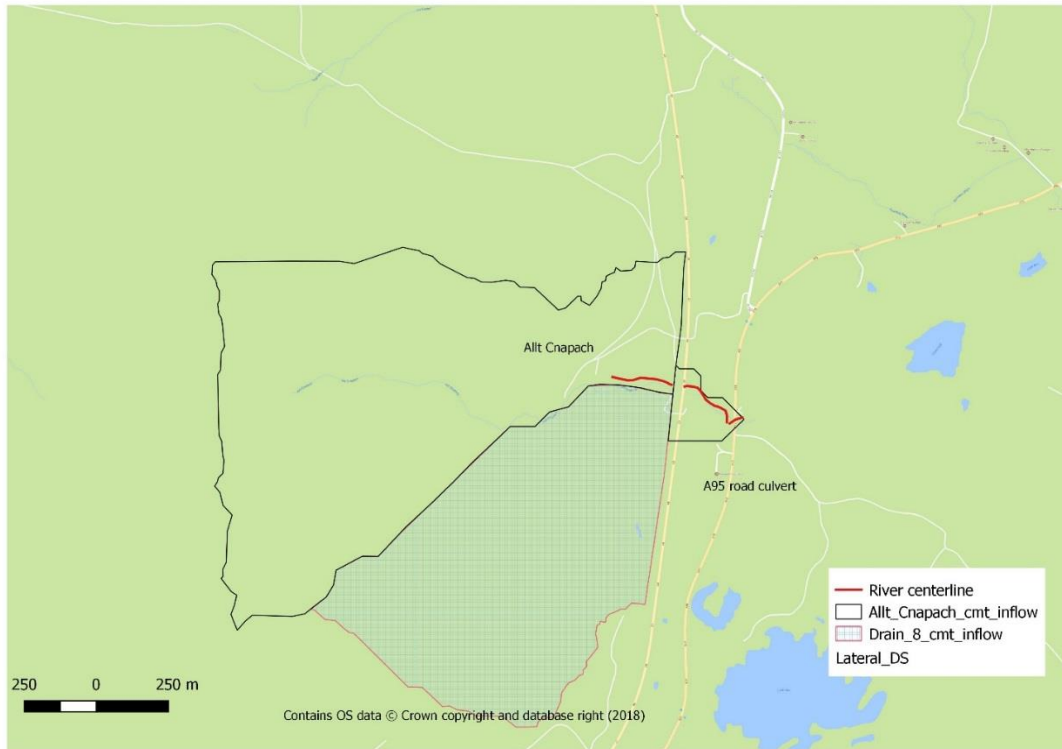 Allt Cnapach
A95 road culvert
River centerline
Allt_Cnapach_cmt_inflow
Drain_8_cmt_inflow
Lateral_DS
250 0 250 m
Contains OS data © Crown copyright and database right (2018)